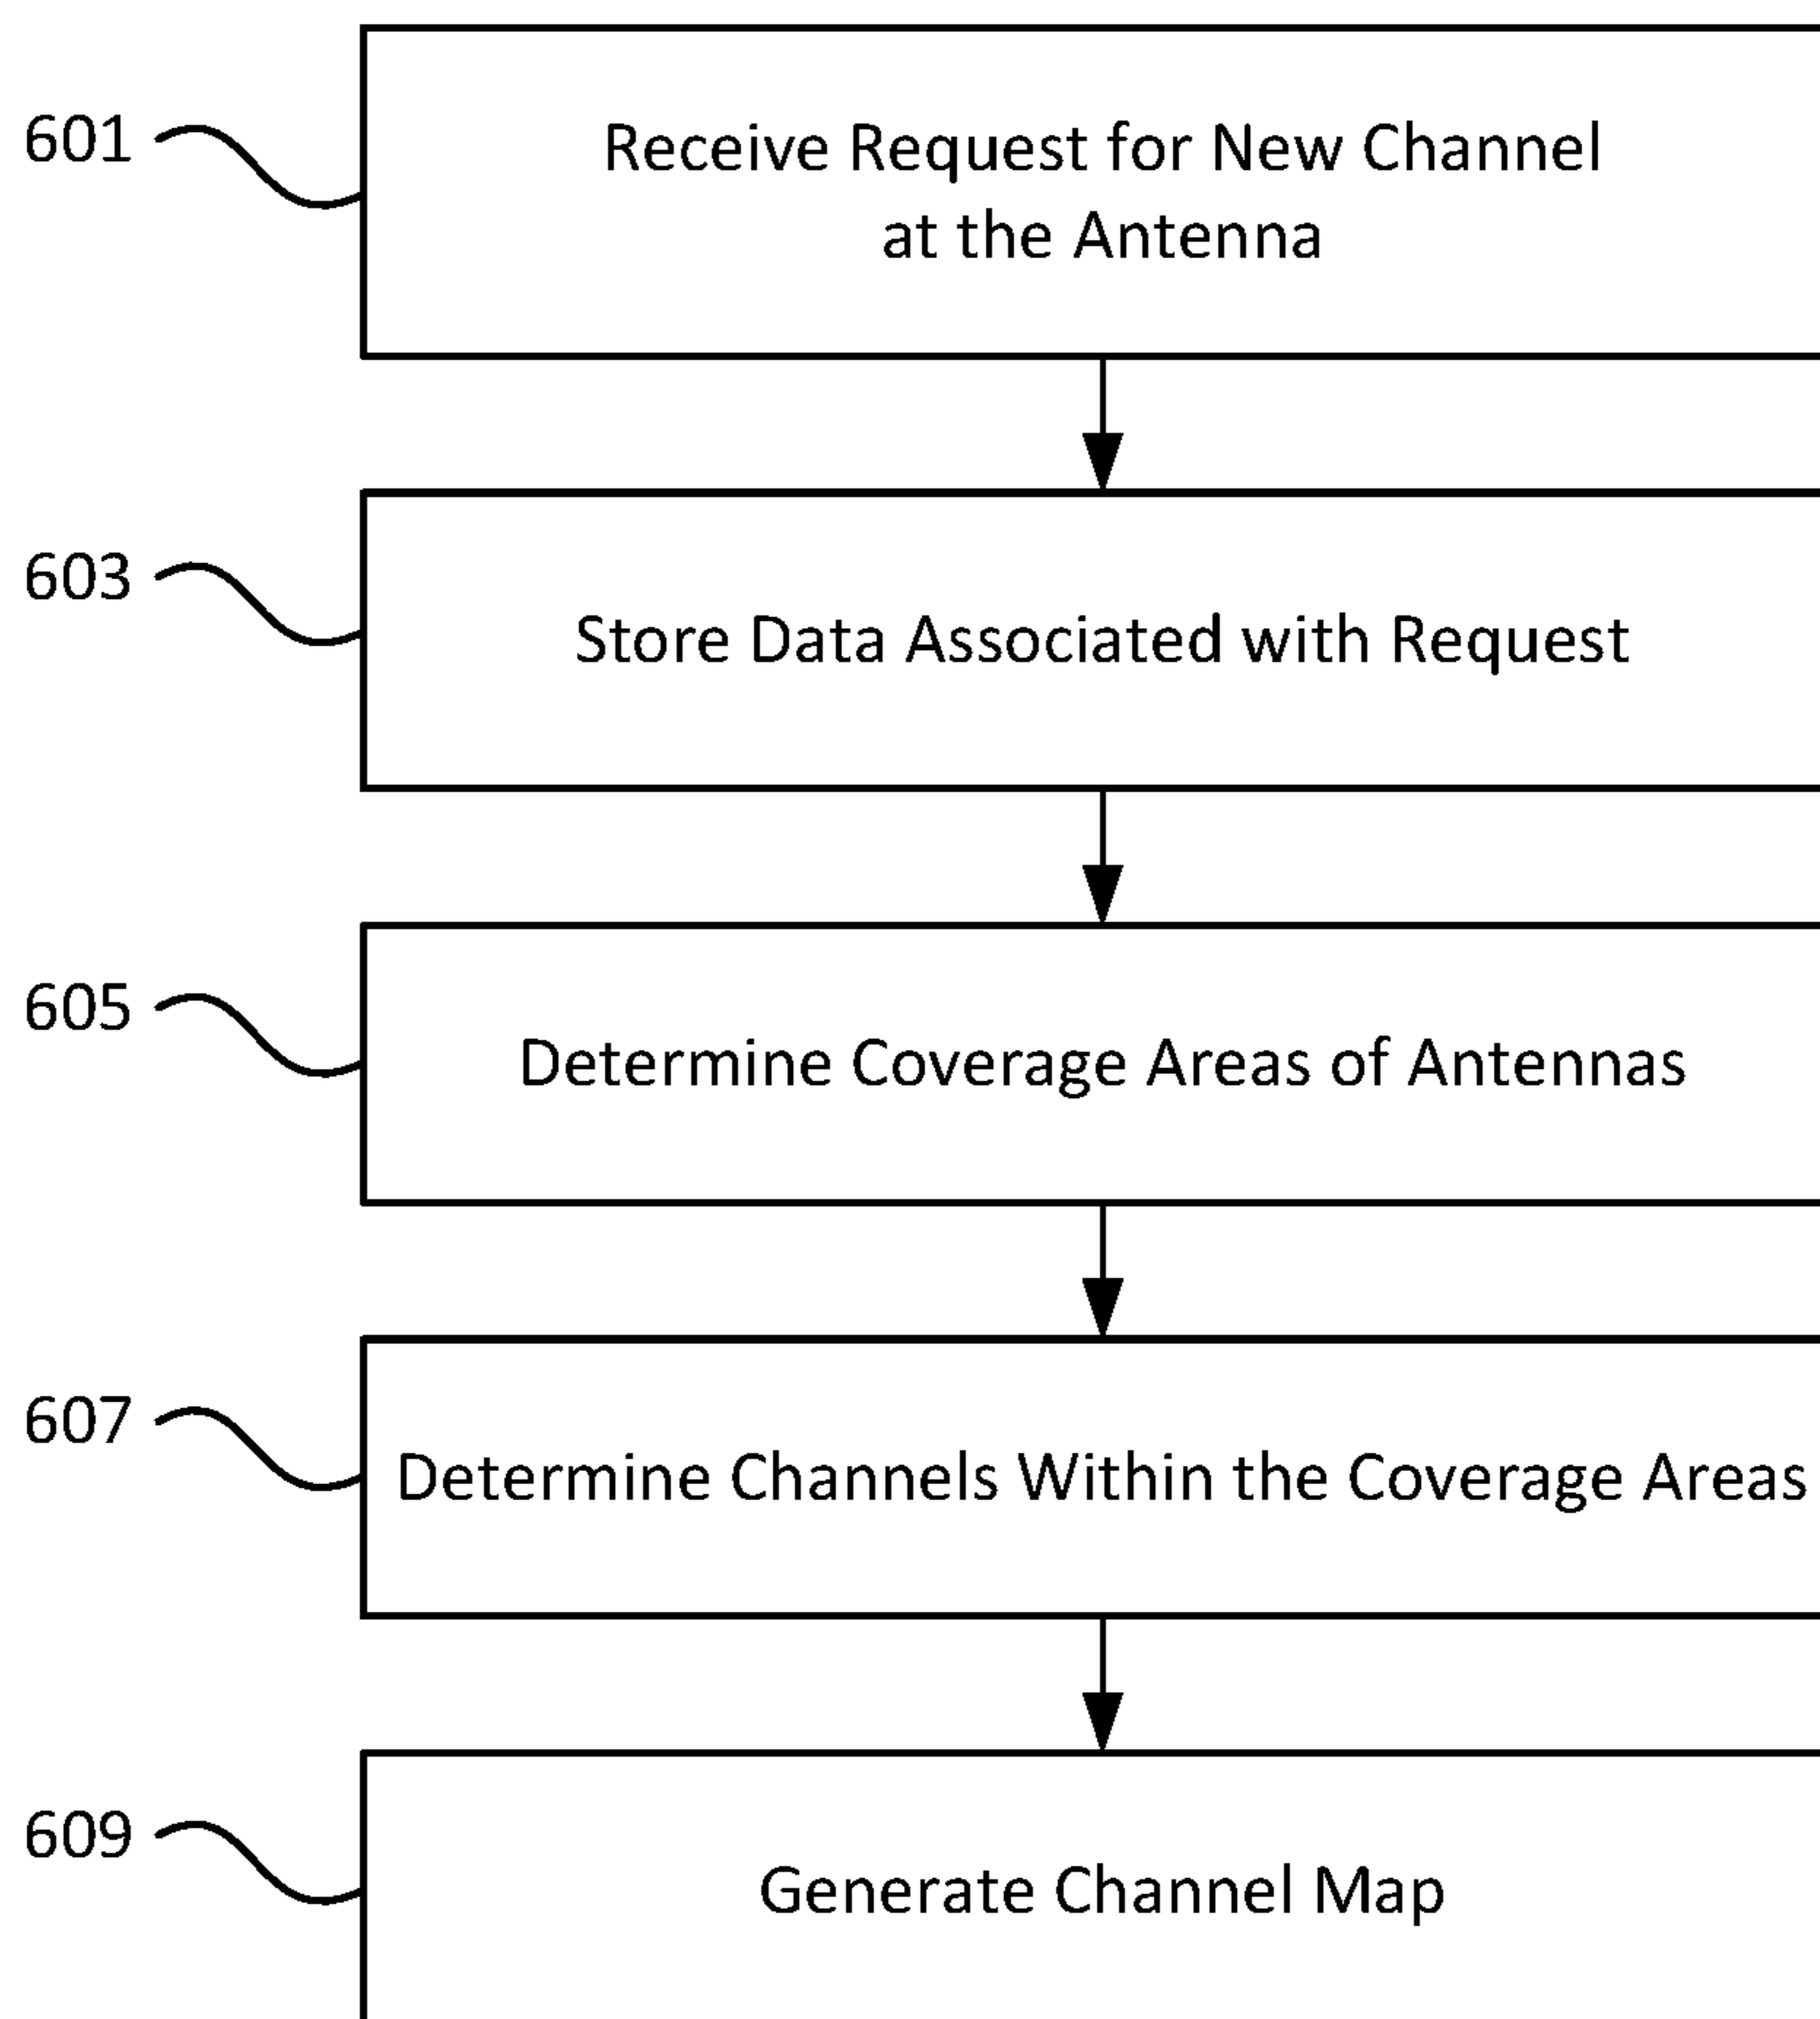 601
Receive Request for New Channel
at the Antenna
603
Store Data Associated with Request
605
Determine Coverage Areas of Antennas
607
Determine Channels Within the Coverage Areas
609
Generate Channel Map